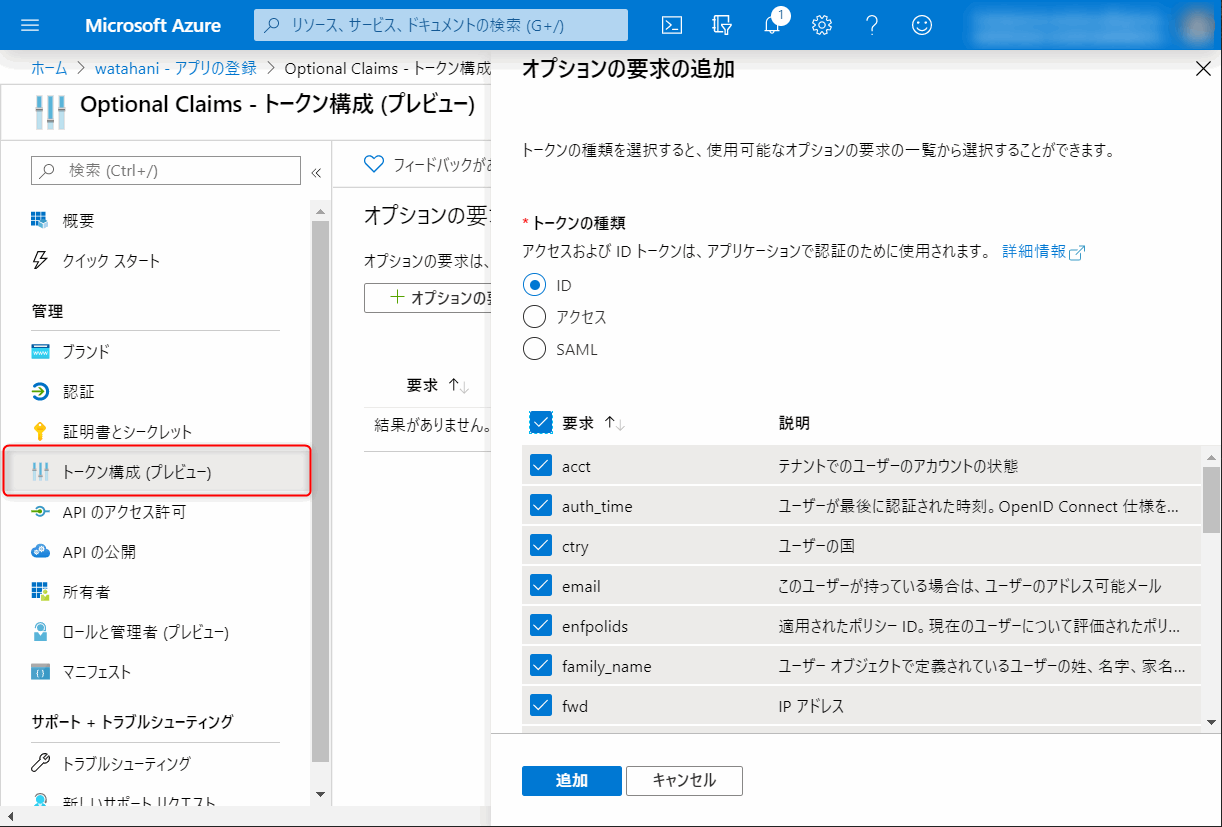 Microsoft Azure
リソース、サービス、ドキュメントの検索 (G+/)
1
ホーム > watahani - アプリの登録 > Optional Claims - トークン構成
Optional Claims - トークン構成 (プレビュー)
検索 (Ctrl+/)
«
概要
クイック スタート
管理
ブランド
認証
証明書とシークレット
トークン構成 (プレビュー)
API のアクセス許可
API の公開
所有者
ロールと管理者 (プレビュー)
マニフェスト
サポート + トラブルシューティング
トラブルシューティング
新しいサポート リクエスト
フィードバックが
オプションの要
オプションの要求は、
+ オプションの
要求 ↑↓
結果がありません。
オプションの要求の追加
トークンの種類を選択すると、使用可能なオプションの要求の一覧から選択することができます。
* トークンの種類
アクセスおよび ID トークンは、アプリケーションで認証のために使用されます。 詳細情報
ID
アクセス
SAML
要求 ↑↓ 説明
acct テナントでのユーザーのアカウントの状態
auth_time ユーザーが最後に認証された時刻。OpenID Connect 仕様を...
ctry ユーザーの国
email このユーザーが持っている場合は、ユーザーのアドレス可能メール
enfpolids 適用されたポリシー ID。現在のユーザーについて評価されたポリ...
family_name ユーザー オブジェクトで定義されているユーザーの姓、名字、家名...
fwd IP アドレス
追加 キャンセル